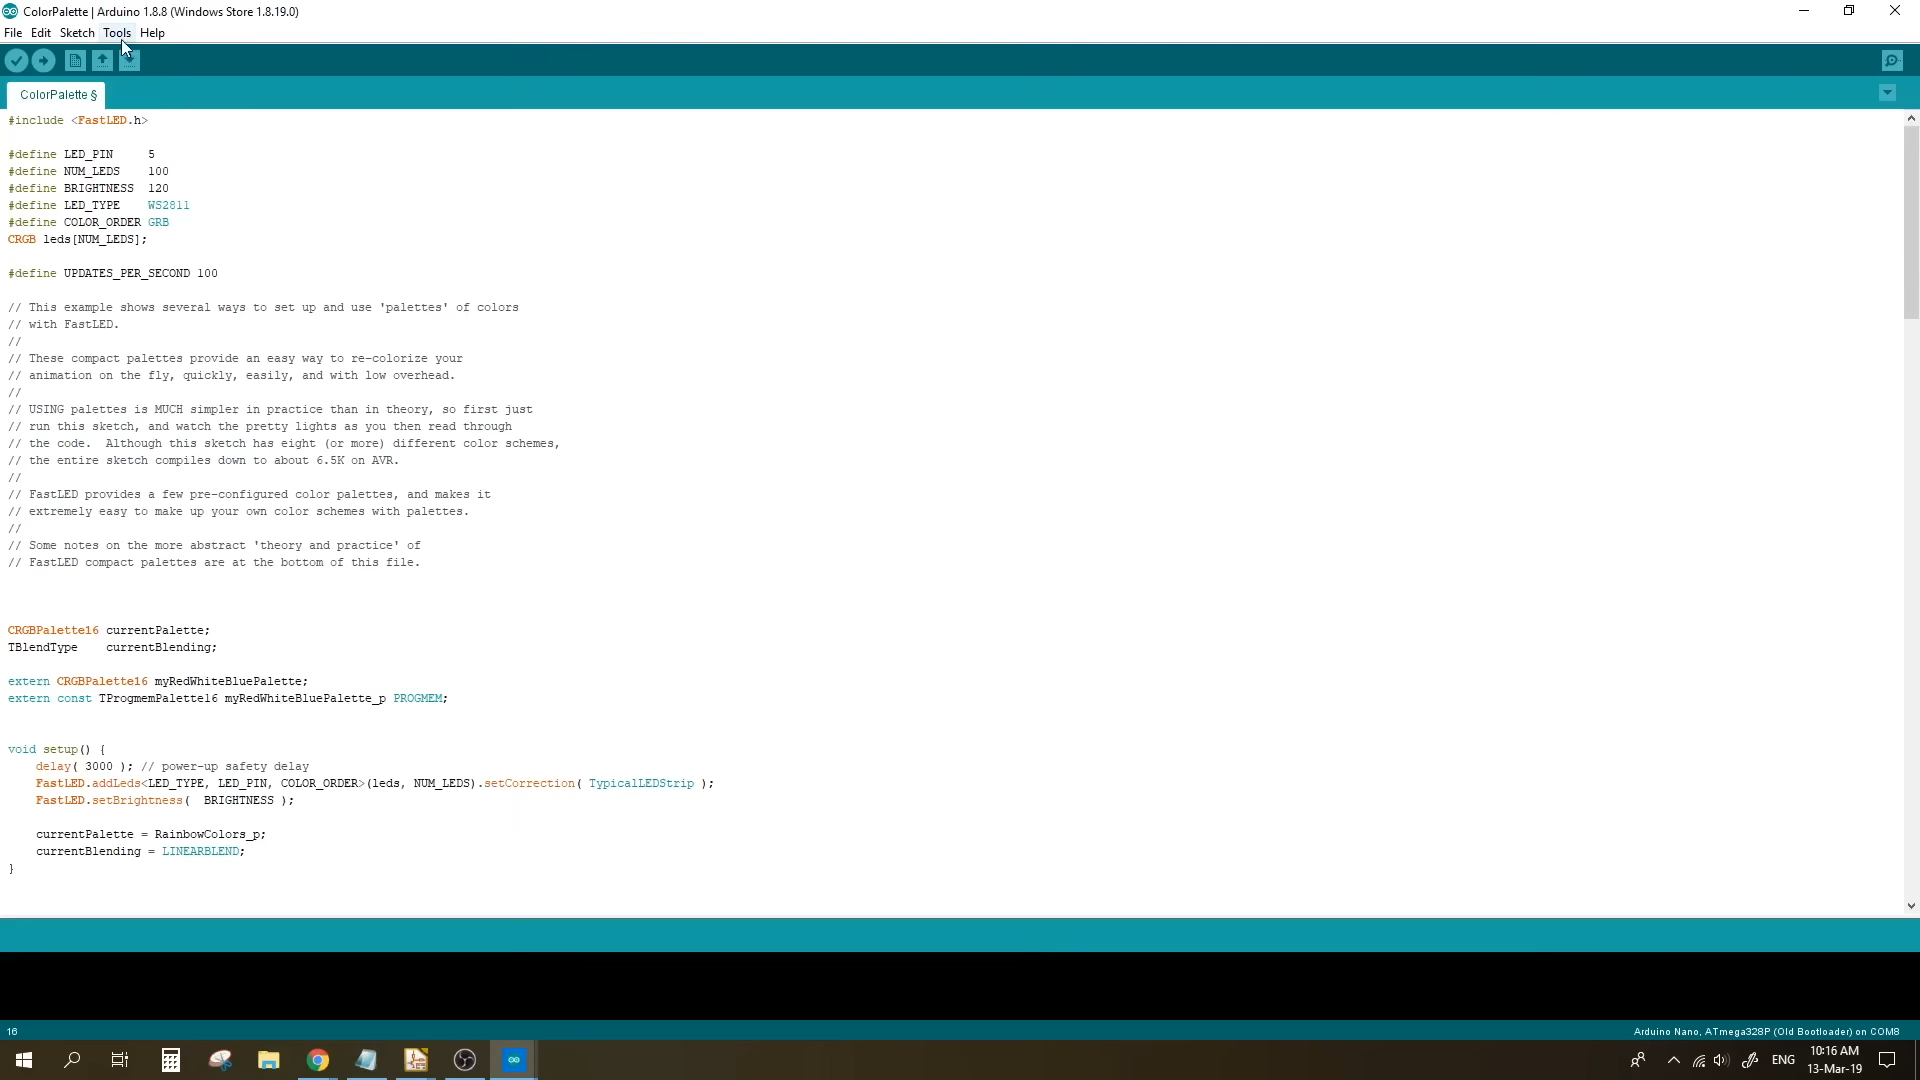 ColorPalette | Arduino 1.8.8 (Windows Store 1.8.19.0)
File Edit Sketch Tools Help
ColorPalette §
#include <FastLED.h>
#define LED_PIN     5
#define NUM_LEDS    100
#define BRIGHTNESS  120
#define LED_TYPE    WS2811
#define COLOR_ORDER GRB
CRGB leds[NUM_LEDS];
#define UPDATES_PER_SECOND 100
// This example shows several ways to set up and use 'palettes' of colors
// with FastLED.
//
// These compact palettes provide an easy way to re-colorize your
// animation on the fly, quickly, easily, and with low overhead.
//
// USING palettes is MUCH simpler in practice than in theory, so first just
// run this sketch, and watch the pretty lights as you then read through
// the code.  Although this sketch has eight (or more) different color schemes,
// the entire sketch compiles down to about 6.5K on AVR.
//
// FastLED provides a few pre-configured color palettes, and makes it
// extremely easy to make up your own color schemes with palettes.
//
// Some notes on the more abstract 'theory and practice' of
// FastLED compact palettes are at the bottom of this file.
CRGBPalette16 currentPalette;
TBlendType    currentBlending;
extern CRGBPalette16 myRedWhiteBluePalette;
extern const TProgmemPalette16 myRedWhiteBluePalette_p PROGMEM;
void setup() {
    delay( 3000 ); // power-up safety delay
    FastLED.addLeds<LED_TYPE, LED_PIN, COLOR_ORDER>(leds, NUM_LEDS).setCorrection( TypicalLEDStrip );
    FastLED.setBrightness(  BRIGHTNESS );
    currentPalette = RainbowColors_p;
    currentBlending = LINEARBLEND;
}
16
Arduino Nano, ATmega328P (Old Bootloader) on COM8
ENG
10:16 AM
13-Mar-19